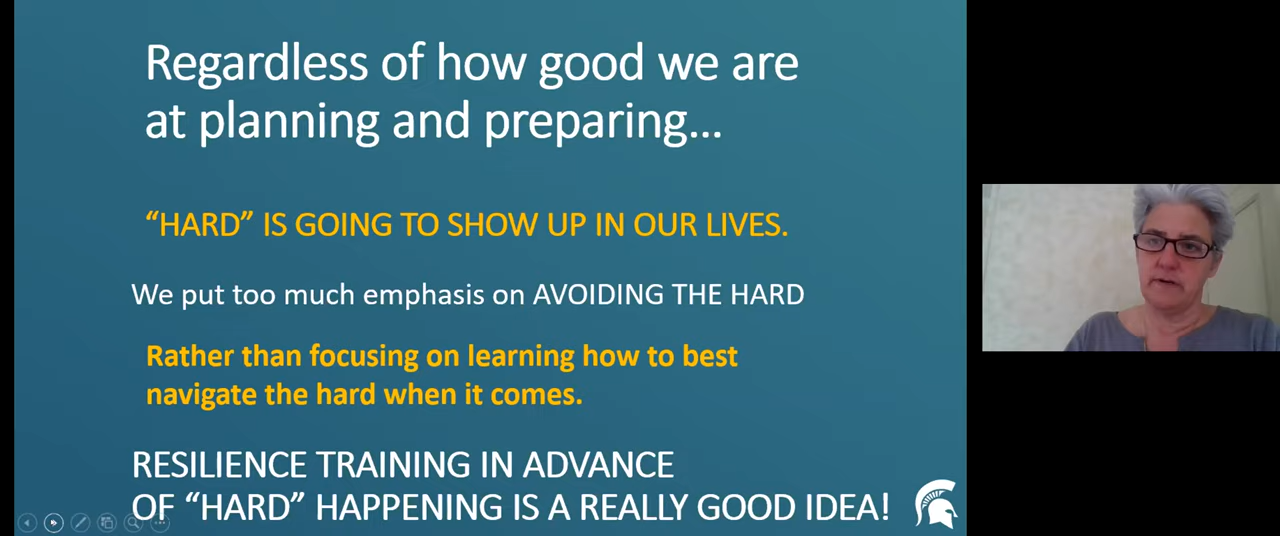 Regardless of how good we are
at planning and preparing...
“HARD” IS GOING TO SHOW UP IN OUR LIVES.
We put too much emphasis on AVOIDING THE HARD
Rather than focusing on learning how to best
navigate the hard when it comes.
RESILIENCE TRAINING IN ADVANCE
OF “HARD” HAPPENING IS A REALLY GOOD IDEA!